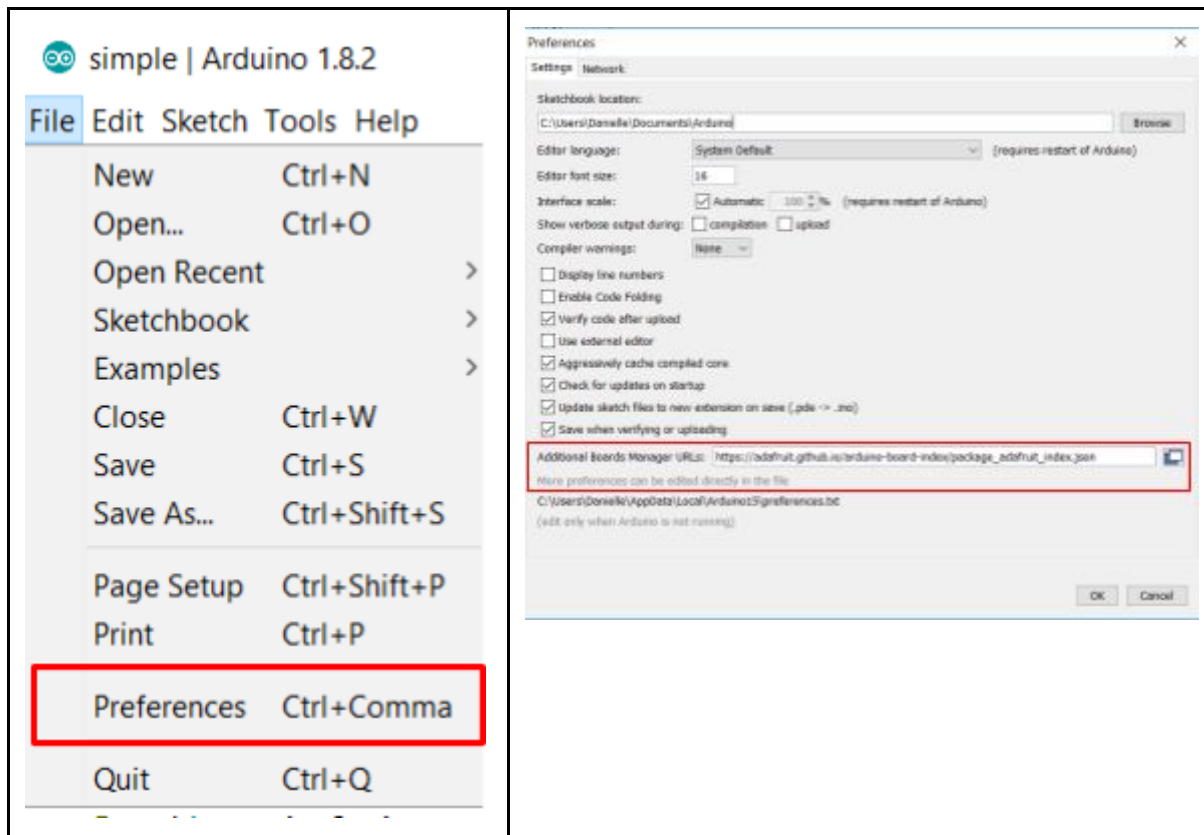 simple | Arduino 1.8.2
File Edit Sketch Tools Help
New Ctrl+N
Open... Ctrl+O
Open Recent
Sketchbook
Examples
Close Ctrl+W
Save Ctrl+S
Save As... Ctrl+Shift+S
Page Setup Ctrl+Shift+P
Print Ctrl+P
Preferences Ctrl+Comma
Quit Ctrl+Q
Preferences
Settings Network
Sketchbook location:
C:\Users\Danielle\Documents\Arduino
Browse
Editor language: System Default (requires restart of Arduino)
Editor font size: 16
Interface scale: Automatic 100 % (requires restart of Arduino)
Show verbose output during: compilation upload
Compiler warnings: None
Display line numbers
Enable Code Folding
Verify code after upload
Use external editor
Aggressively cache compiled core
Check for updates on startup
Update sketch files to new extension on save (.pde -> .ino)
Save when verifying or uploading
Additional Boards Manager URLs: https://adafruit.github.io/arduino-board-index/package_adafruit_index.json
More preferences can be edited directly in the file
C:\Users\Danielle\AppData\Local\Arduino15\preferences.txt
(edit only when Arduino is not running)
OK Cancel